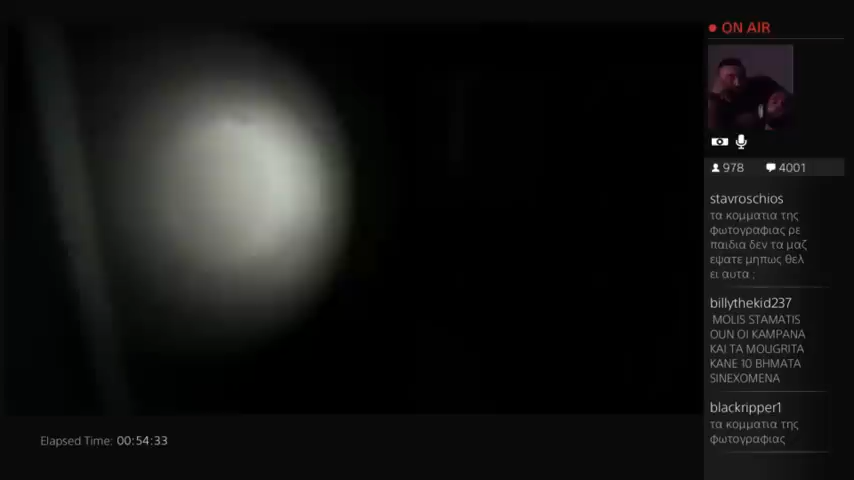 ON AIR
978 4001
stavroschios
τα κομματια της
φωτογραφιας ρε
παιδια δεν τα μαζ
εψατε μηπως θελ
ει αυτα ;
billythekid237
MOLIS STAMATIS
OUN OI KAMPANA
KAI TA MOUGRITA
KANE 10 BHMATA
SINEXOMENA
blackripper1
τα κομματια της
φωτογραφιας
Elapsed Time: 00:54:33